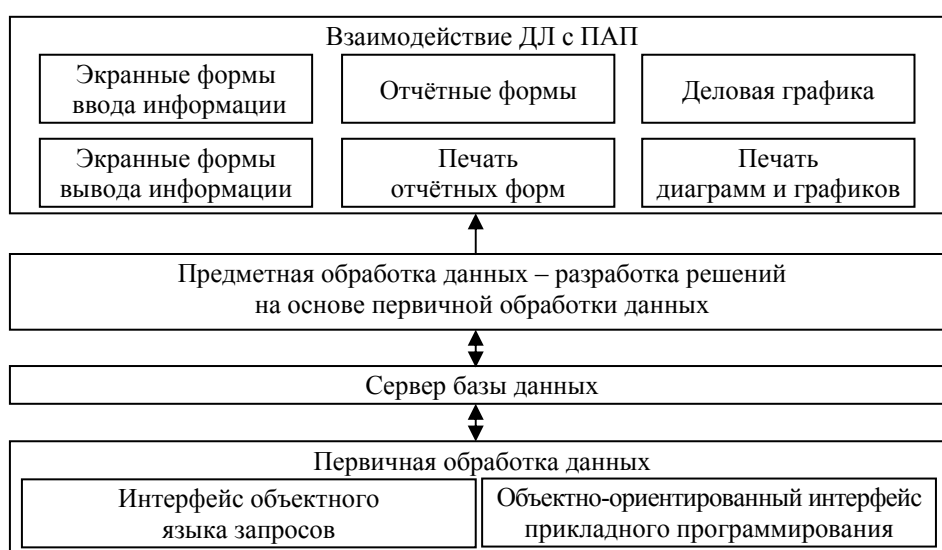 Взаимодействие ДЛ с ПАП
Экранные формы
ввода информации
Отчётные формы
Деловая графика
Экранные формы
вывода информации
Печать
отчётных форм
Печать
диаграмм и графиков
Предметная обработка данных – разработка решений
на основе первичной обработки данных
Сервер базы данных
Первичная обработка данных
Интерфейс объектного
языка запросов
Объектно-ориентированный интерфейс
прикладного программирования